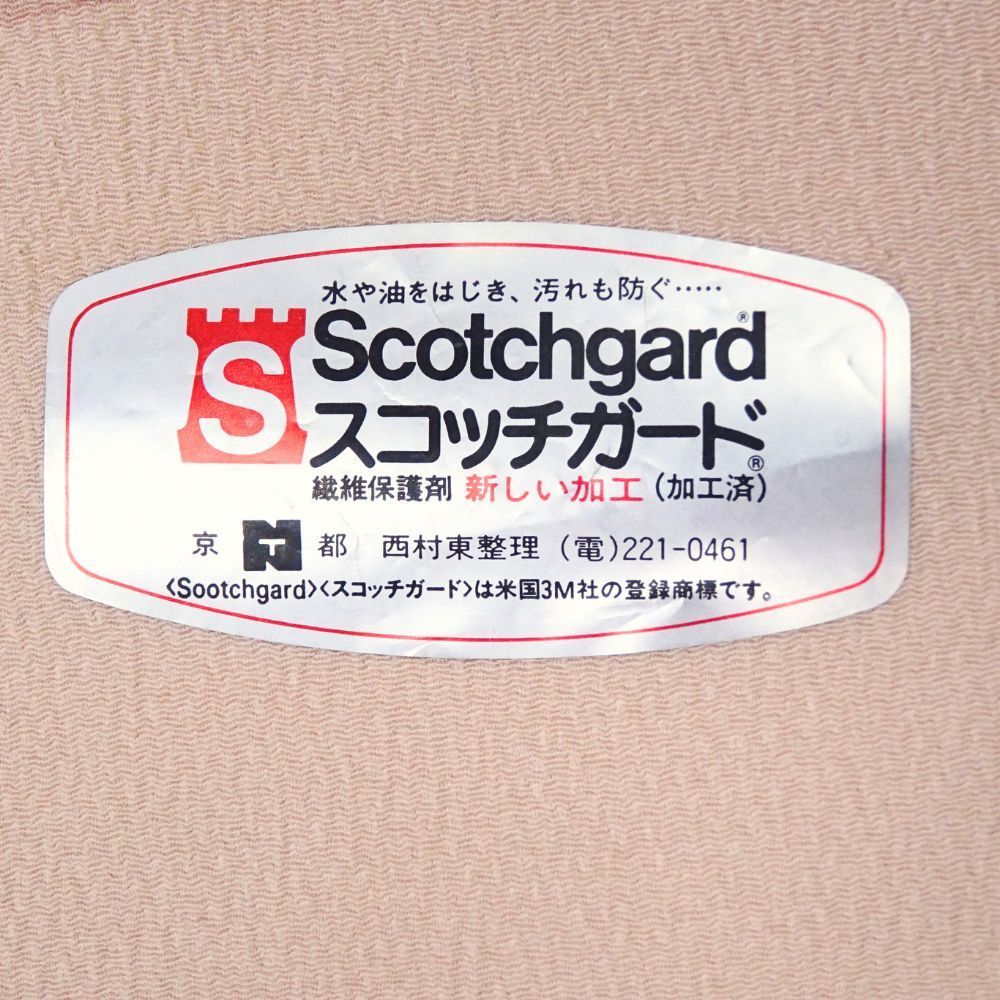 水や油をはじき、汚れも防ぐ‥‥‥
S Scotchgard®
スコッチガード®
繊維保護剤 新しい加工 (加工済)
京 NT 都 西村東整理 (電)221-0461
<Sootchgard><スコッチガード>は米国3M社の登録商標です。